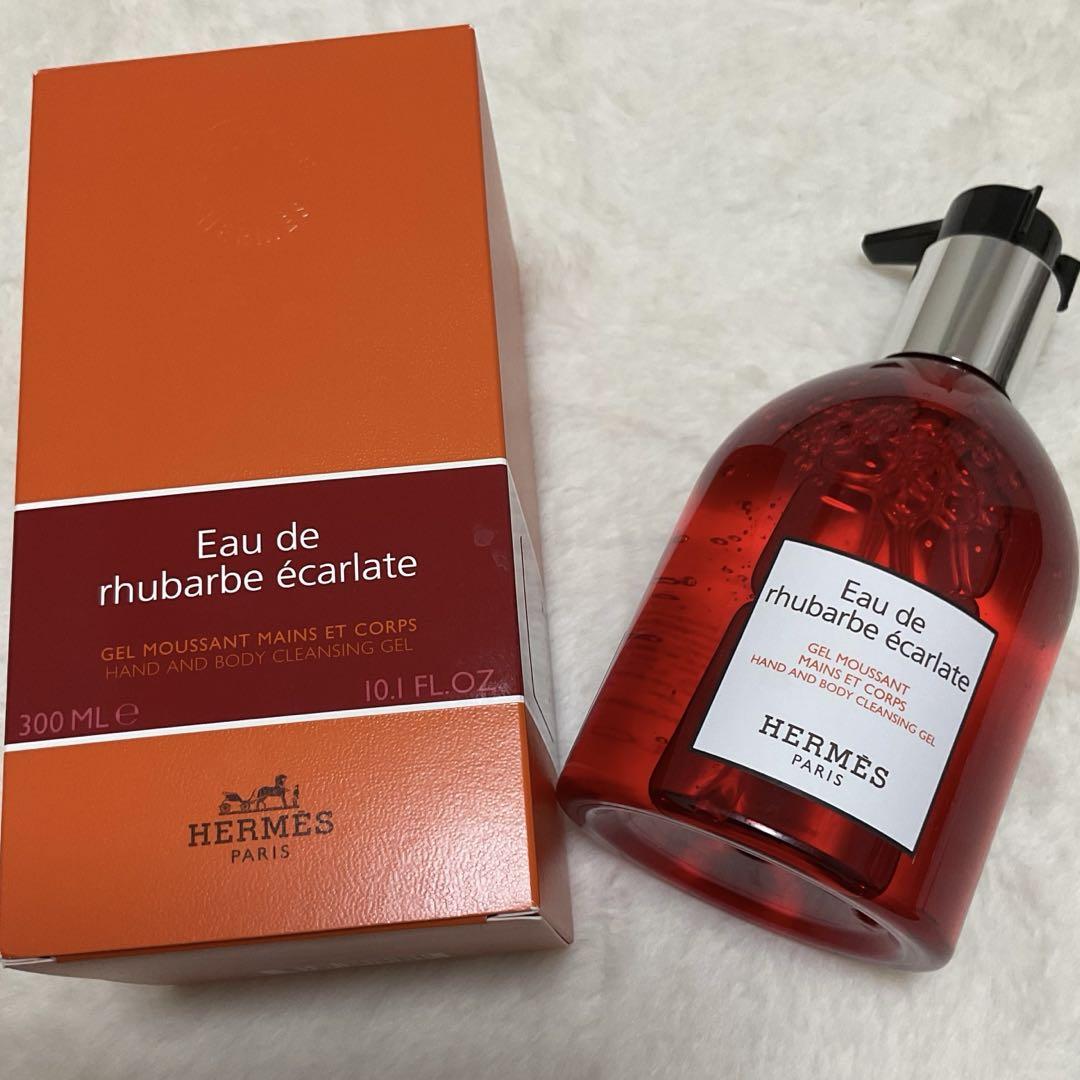 HERMÈS
Eau de
rhubarbe écarlate
GEL MOUSSANT MAINS ET CORPS
HAND AND BODY CLEANSING GEL
300 ML ℮
10.1 FL.OZ.
HERMÈS
PARIS
Eau de
rhubarbe écarlate
GEL MOUSSANT
MAINS ET CORPS
HAND AND BODY CLEANSING GEL
HERMÈS
PARIS